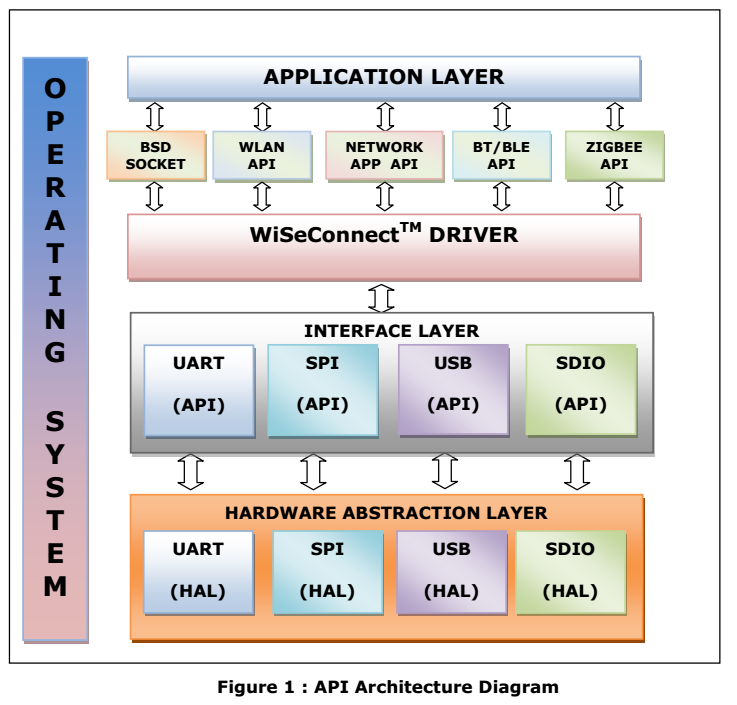 OPERATING SYSTEM
APPLICATION LAYER
BSD
SOCKET
WLAN
API
NETWORK
APP API
BT/BLE
API
ZIGBEE
API
WiSeConnect™ DRIVER
INTERFACE LAYER
UART
(API)
SPI
(API)
USB
(API)
SDIO
(API)
HARDWARE ABSTRACTION LAYER
UART
(HAL)
SPI
(HAL)
USB
(HAL)
SDIO
(HAL)
Figure 1 : API Architecture Diagram